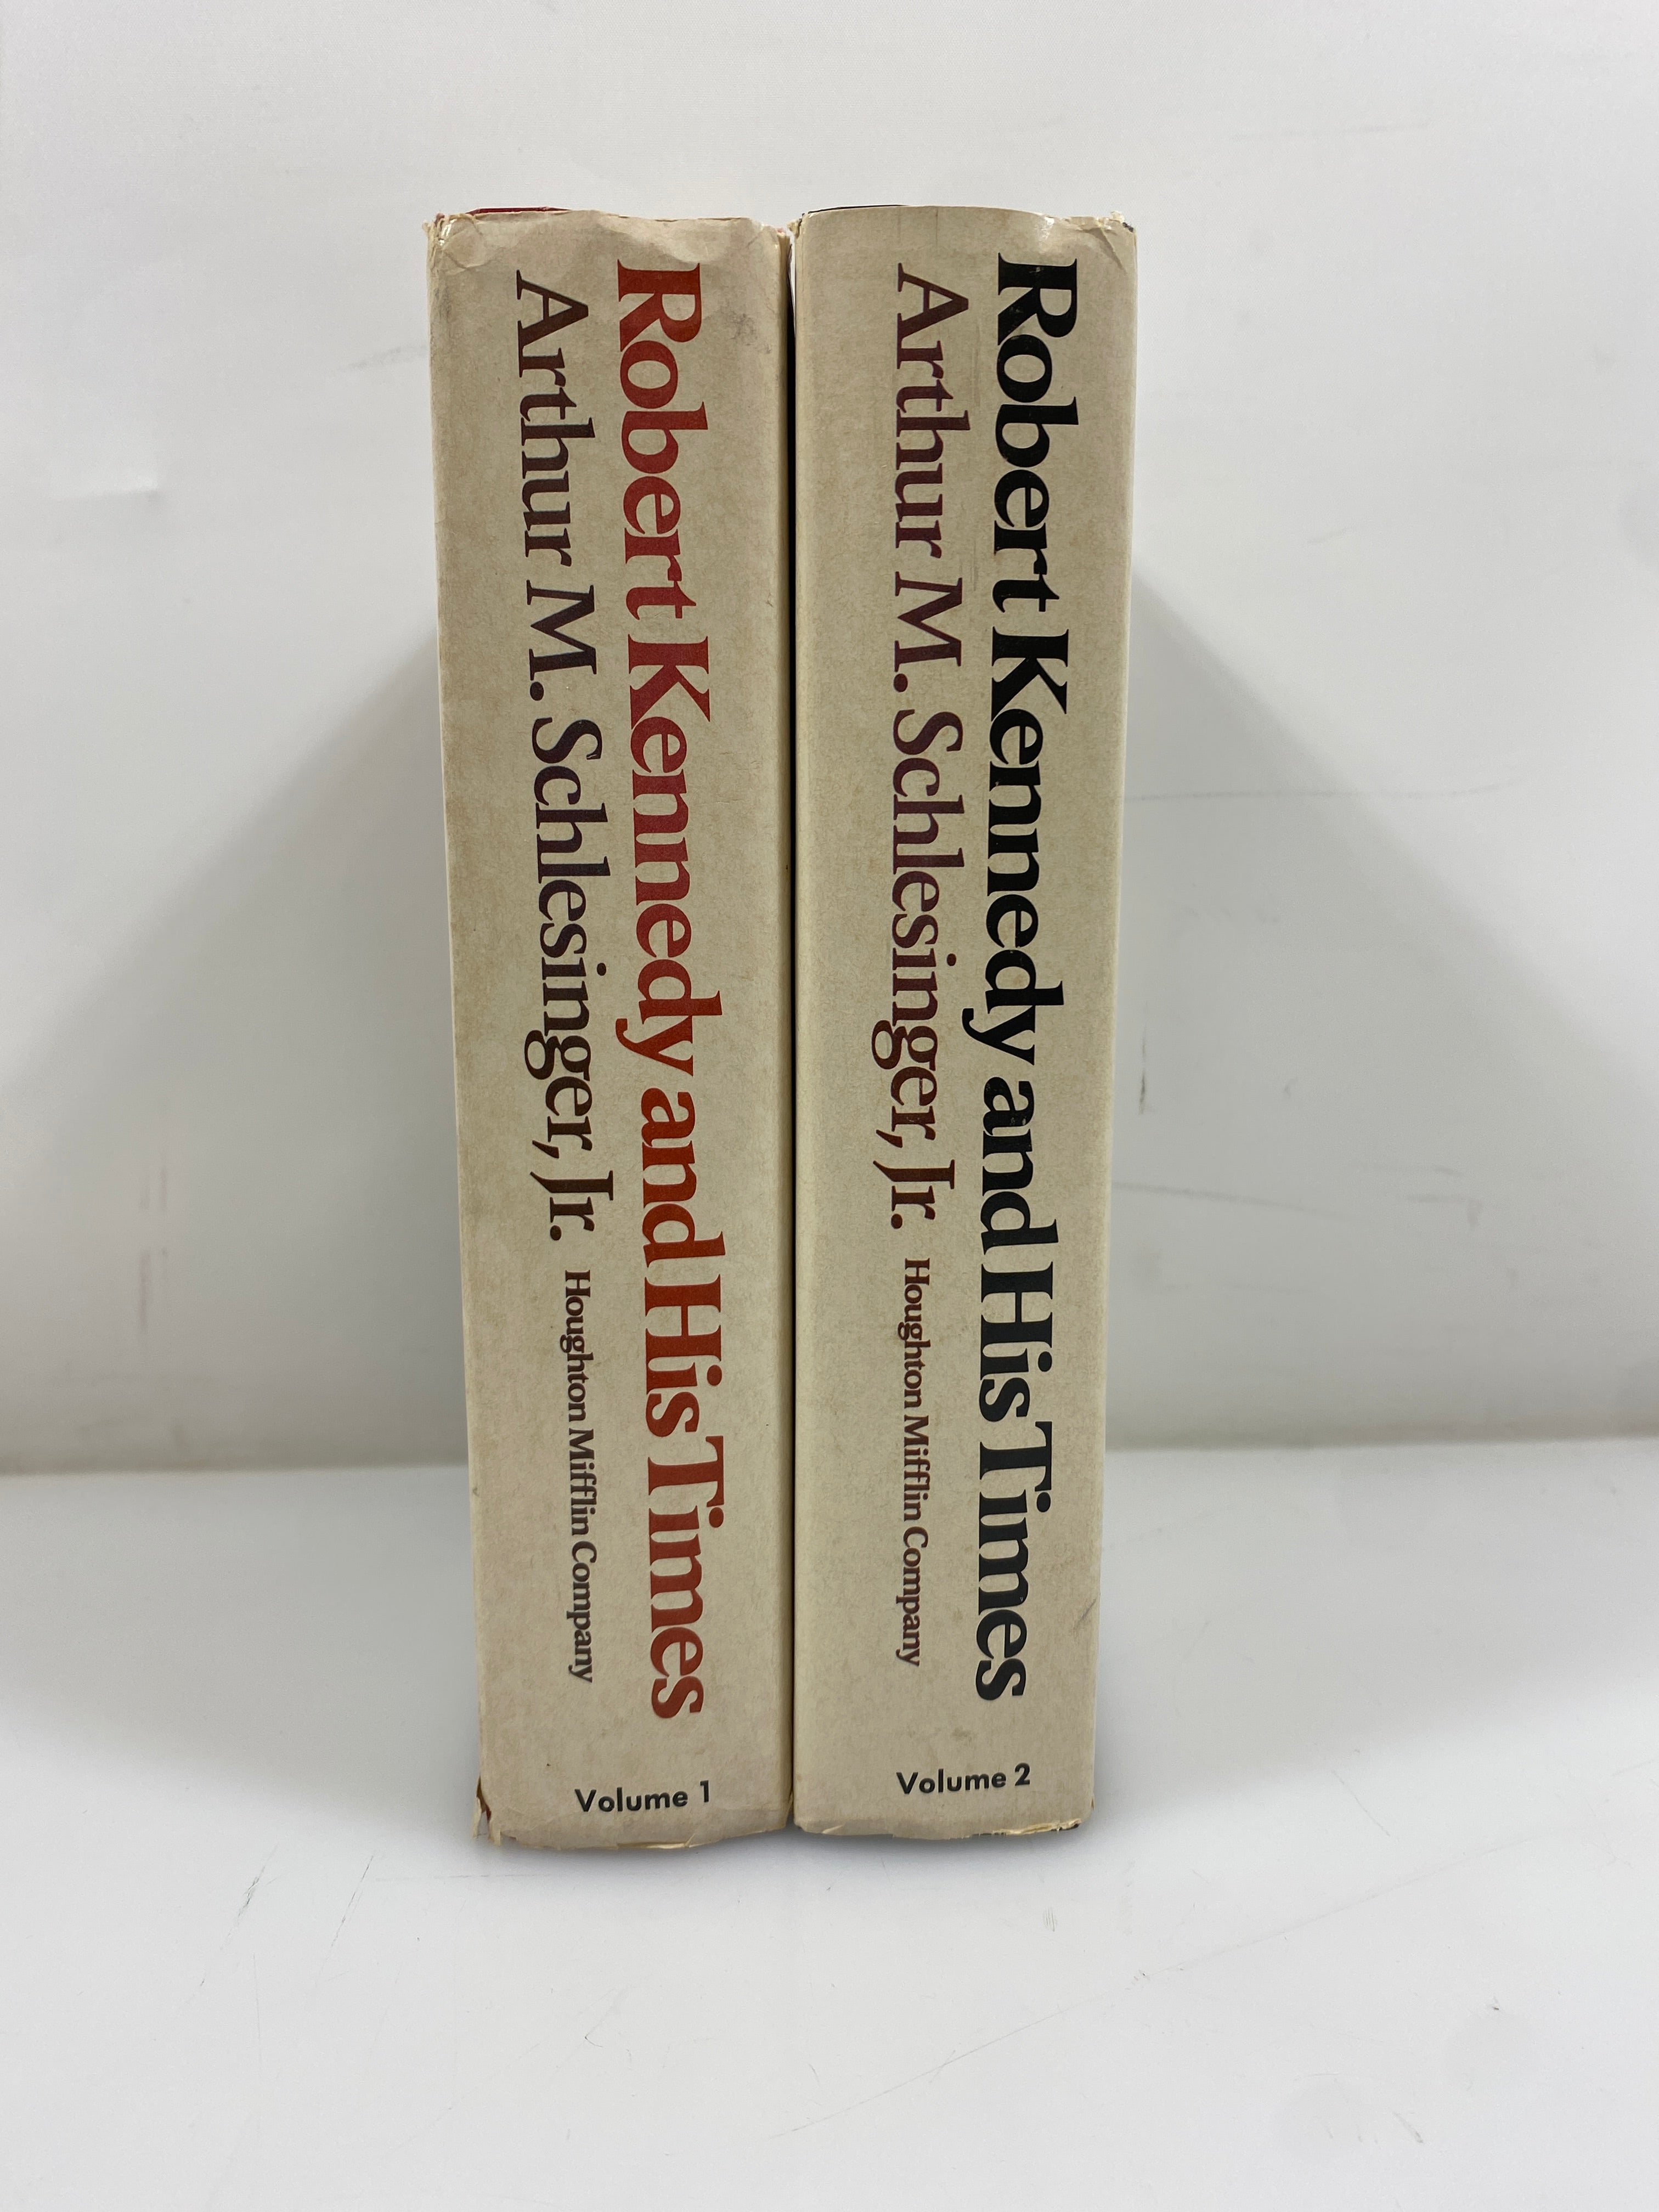 Robert Kennedy and His Times
Arthur M. Schlesinger, Jr. Houghton Mifflin Company
Volume 1
Robert Kennedy and His Times
Arthur M. Schlesinger, Jr. Houghton Mifflin Company
Volume 2